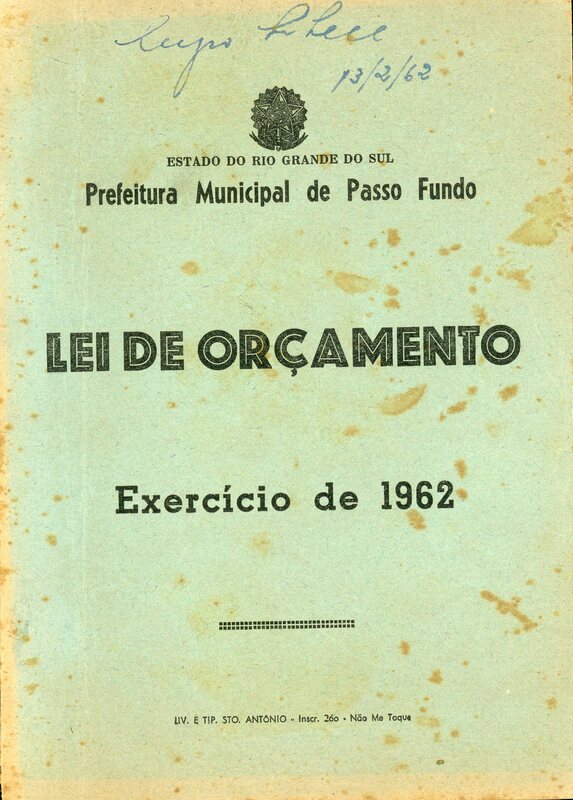 13/2/62
ESTADO DO RIO GRANDE DO SUL
Prefeitura Municipal de Passo Fundo
LEI DE ORÇAMENTO
Exercício de 1962
LIV. E TIP. STO. ANTÔNIO - Inscr. 260 - Não Me Toque